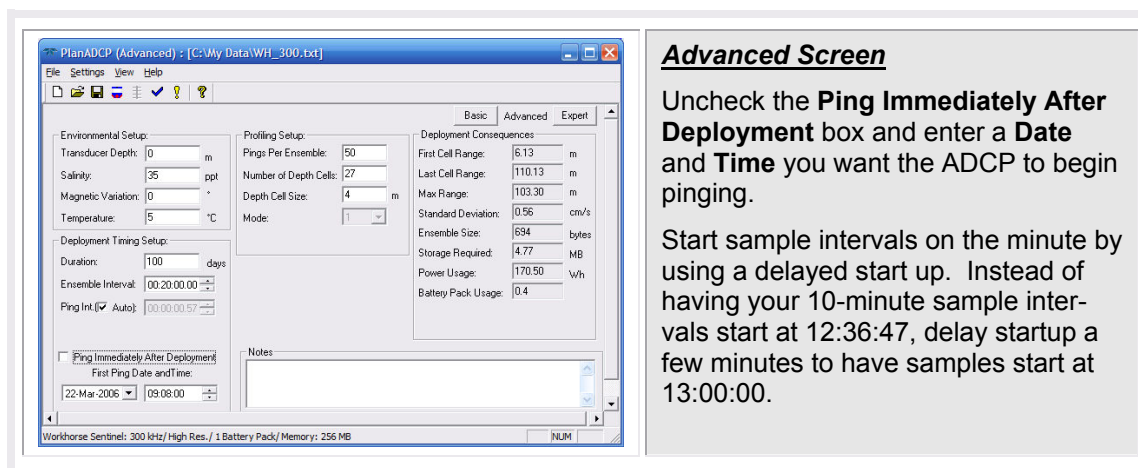 PlanADCP (Advanced) : [C:\My Data\WH_300.txt]
File Settings View Help
Basic Advanced Expert
Environmental Setup:
Transducer Depth: 0 m
Salinity: 35 ppt
Magnetic Variation: 0 °
Temperature: 5 °C
Deployment Timing Setup:
Duration: 100 days
Ensemble Interval: 00:20:00.00
Ping Int.( Auto): 00:00:00.57
Ping Immediately After Deployment
First Ping Date andTime:
22-Mar-2006 09:08:00
Profiling Setup:
Pings Per Ensemble: 50
Number of Depth Cells: 27
Depth Cell Size: 4 m
Mode: 1
Deployment Consequences
First Cell Range: 6.13 m
Last Cell Range: 110.13 m
Max Range: 103.30 m
Standard Deviation: 0.56 cm/s
Ensemble Size: 694 bytes
Storage Required: 4.77 MB
Power Usage: 170.50 Wh
Battery Pack Usage: 0.4
Notes
Workhorse Sentinel: 300 kHz/ High Res./ 1 Battery Pack/ Memory: 256 MB
NUM
Advanced Screen
Uncheck the Ping Immediately After
Deployment box and enter a Date
and Time you want the ADCP to begin
pinging.
Start sample intervals on the minute by
using a delayed start up. Instead of
having your 10-minute sample inter-
vals start at 12:36:47, delay startup a
few minutes to have samples start at
13:00:00.